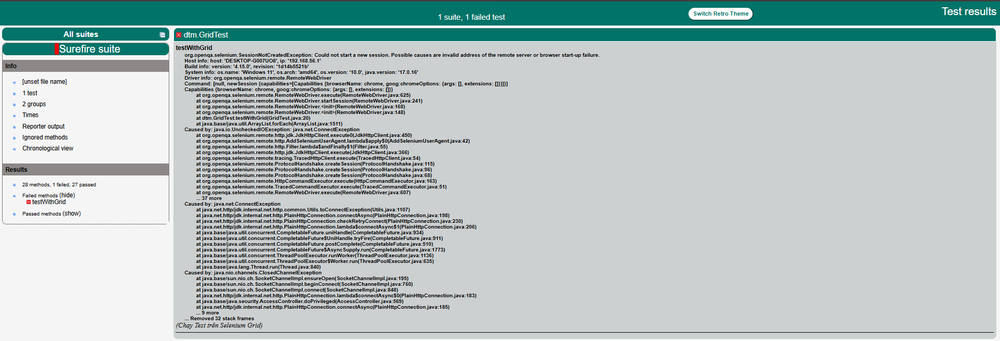 1 suite, 1 failed test
Switch Retro Theme
Test results
All suites
Surefire suite
Info
[unset file name]
1 test
2 groups
Times
Reporter output
Ignored methods
Chronological view
Results
28 methods, 1 failed, 27 passed
Failed methods (hide)
testWithGrid
Passed methods (show)
dtm.GridTest
testWithGrid
org.openqa.selenium.SessionNotCreatedException: Could not start a new session. Possible causes are invalid address of the remote server or browser start-up failure.
Host info: host: 'DESKTOP-G007UO8', ip: '192.168.56.1'
Build info: version: '4.15.0', revision: '1d14b5521b'
System info: os.name: 'Windows 11', os.arch: 'amd64', os.version: '10.0', java.version: '17.0.16'
Driver info: org.openqa.selenium.remote.RemoteWebDriver
Command: [null, newSession {capabilities=[Capabilities {browserName: chrome, goog:chromeOptions: {args: [], extensions: []}}]}]
Capabilities {browserName: chrome, goog:chromeOptions: {args: [], extensions: []}}
at org.openqa.selenium.remote.RemoteWebDriver.execute(RemoteWebDriver.java:625)
at org.openqa.selenium.remote.RemoteWebDriver.startSession(RemoteWebDriver.java:241)
at org.openqa.selenium.remote.RemoteWebDriver.<init>(RemoteWebDriver.java:168)
at org.openqa.selenium.remote.RemoteWebDriver.<init>(RemoteWebDriver.java:148)
at dtm.GridTest.testWithGrid(GridTest.java:20)
at java.base/java.util.ArrayList.forEach(ArrayList.java:1511)
Caused by: java.io.UncheckedIOException: java.net.ConnectException
at org.openqa.selenium.remote.http.jdk.JdkHttpClient.execute0(JdkHttpClient.java:450)
at org.openqa.selenium.remote.http.AddSeleniumUserAgent.lambda$apply$0(AddSeleniumUserAgent.java:42)
at org.openqa.selenium.remote.http.Filter.lambda$andFinally$1(Filter.java:55)
at org.openqa.selenium.remote.http.jdk.JdkHttpClient.execute(JdkHttpClient.java:366)
at org.openqa.selenium.remote.tracing.TracedHttpClient.execute(TracedHttpClient.java:54)
at org.openqa.selenium.remote.ProtocolHandshake.createSession(ProtocolHandshake.java:115)
at org.openqa.selenium.remote.ProtocolHandshake.createSession(ProtocolHandshake.java:96)
at org.openqa.selenium.remote.ProtocolHandshake.createSession(ProtocolHandshake.java:68)
at org.openqa.selenium.remote.HttpCommandExecutor.execute(HttpCommandExecutor.java:163)
at org.openqa.selenium.remote.TracedCommandExecutor.execute(TracedCommandExecutor.java:51)
at org.openqa.selenium.remote.RemoteWebDriver.execute(RemoteWebDriver.java:607)
... 37 more
Caused by: java.net.ConnectException
at java.net.http/jdk.internal.net.http.common.Utils.toConnectException(Utils.java:1107)
at java.net.http/jdk.internal.net.http.PlainHttpConnection.connectAsync(PlainHttpConnection.java:198)
at java.net.http/jdk.internal.net.http.PlainHttpConnection.checkRetryConnect(PlainHttpConnection.java:230)
at java.net.http/jdk.internal.net.http.PlainHttpConnection.lambda$connectAsync$1(PlainHttpConnection.java:206)
at java.base/java.util.concurrent.CompletableFuture.uniHandle(CompletableFuture.java:934)
at java.base/java.util.concurrent.CompletableFuture$UniHandle.tryFire(CompletableFuture.java:911)
at java.base/java.util.concurrent.CompletableFuture.postComplete(CompletableFuture.java:510)
at java.base/java.util.concurrent.CompletableFuture$AsyncSupply.run(CompletableFuture.java:1773)
at java.base/java.util.concurrent.ThreadPoolExecutor.runWorker(ThreadPoolExecutor.java:1136)
at java.base/java.util.concurrent.ThreadPoolExecutor$Worker.run(ThreadPoolExecutor.java:635)
at java.base/java.lang.Thread.run(Thread.java:840)
Caused by: java.nio.channels.ClosedChannelException
at java.base/sun.nio.ch.SocketChannelImpl.ensureOpen(SocketChannelImpl.java:195)
at java.base/sun.nio.ch.SocketChannelImpl.beginConnect(SocketChannelImpl.java:760)
at java.base/sun.nio.ch.SocketChannelImpl.connect(SocketChannelImpl.java:848)
at java.net.http/jdk.internal.net.http.PlainHttpConnection.lambda$connectAsync$0(PlainHttpConnection.java:183)
at java.base/java.security.AccessController.doPrivileged(AccessController.java:569)
at java.net.http/jdk.internal.net.http.PlainHttpConnection.connectAsync(PlainHttpConnection.java:185)
... 9 more
... Removed 32 stack frames
(Chạy Test trên Selenium Grid)